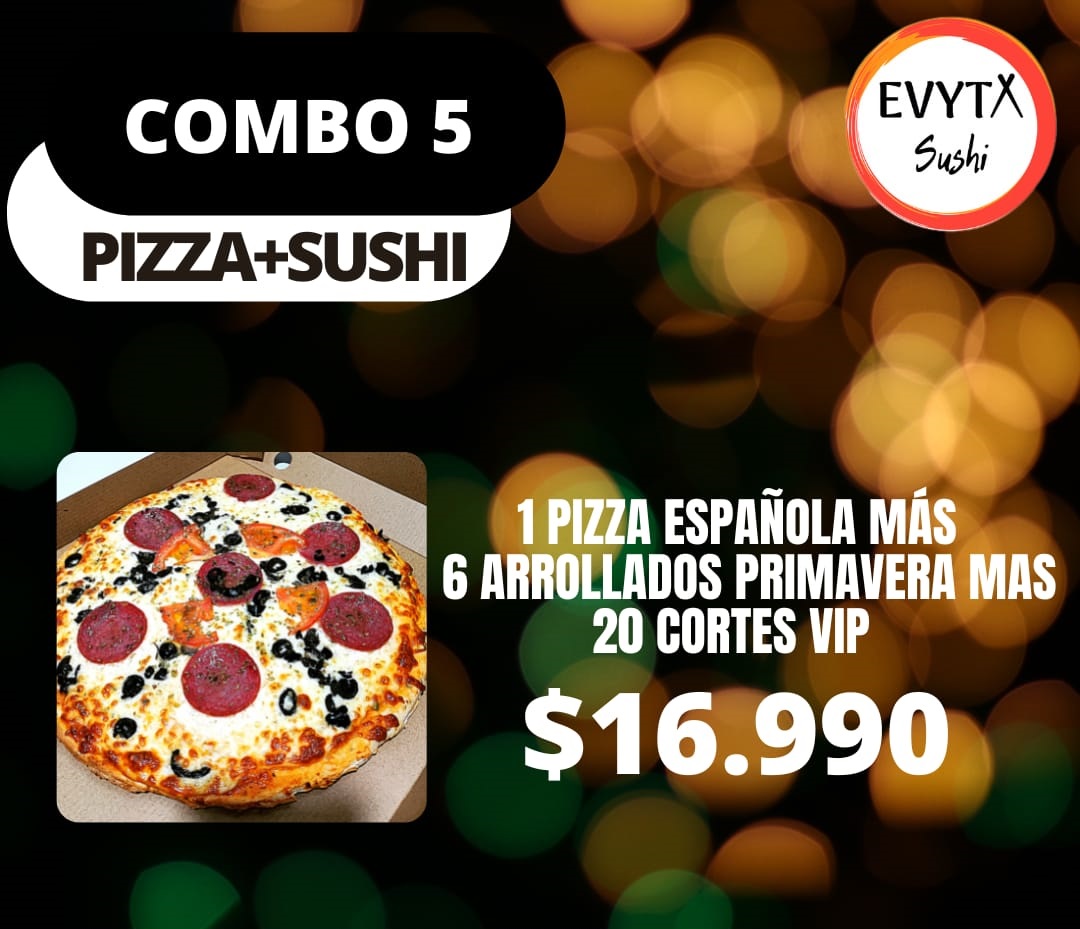 COMBO 5
PIZZA+SUSHI
EVYTX
Sushi
1 PIZZA ESPAÑOLA MÁS
6 ARROLLADOS PRIMAVERA MAS
20 CORTES VIP
$16.990